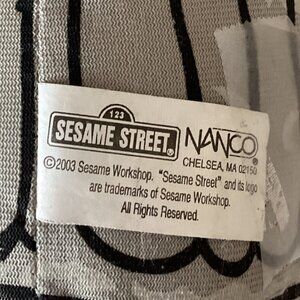 123
SESAME STREET®
NANCO®
CHELSEA, MA 02150
©2003 Sesame Workshop. "Sesame Street" and its logo
are trademarks of Sesame Workshop.
All Rights Reserved.